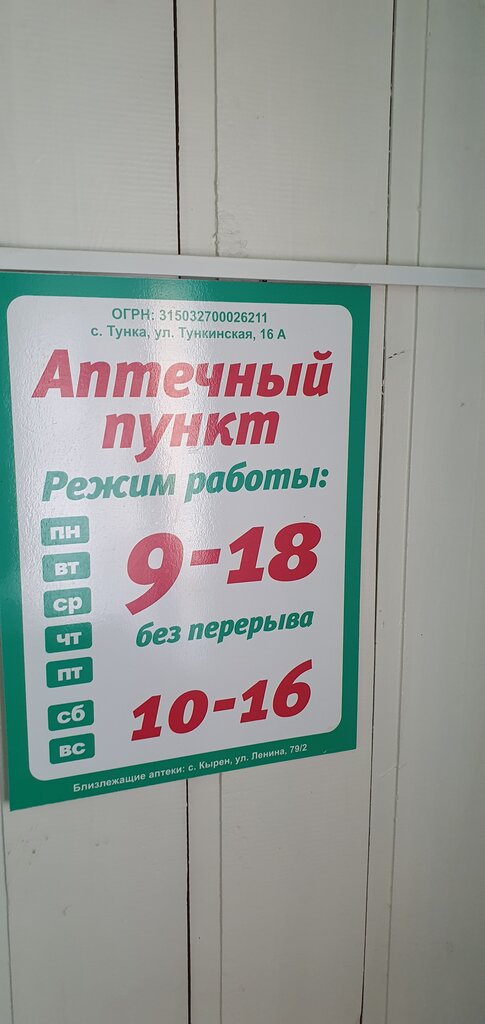 ОГРН: 315032700026211
с. Тунка, ул. Тункинская, 16 А
Аптечный
пункт
Режим работы:
пн
вт
ср
чт
пт
9-18
без перерыва
сб
вс
10-16
Близлежащие аптеки: с. Кырен, ул. Ленина, 79/2